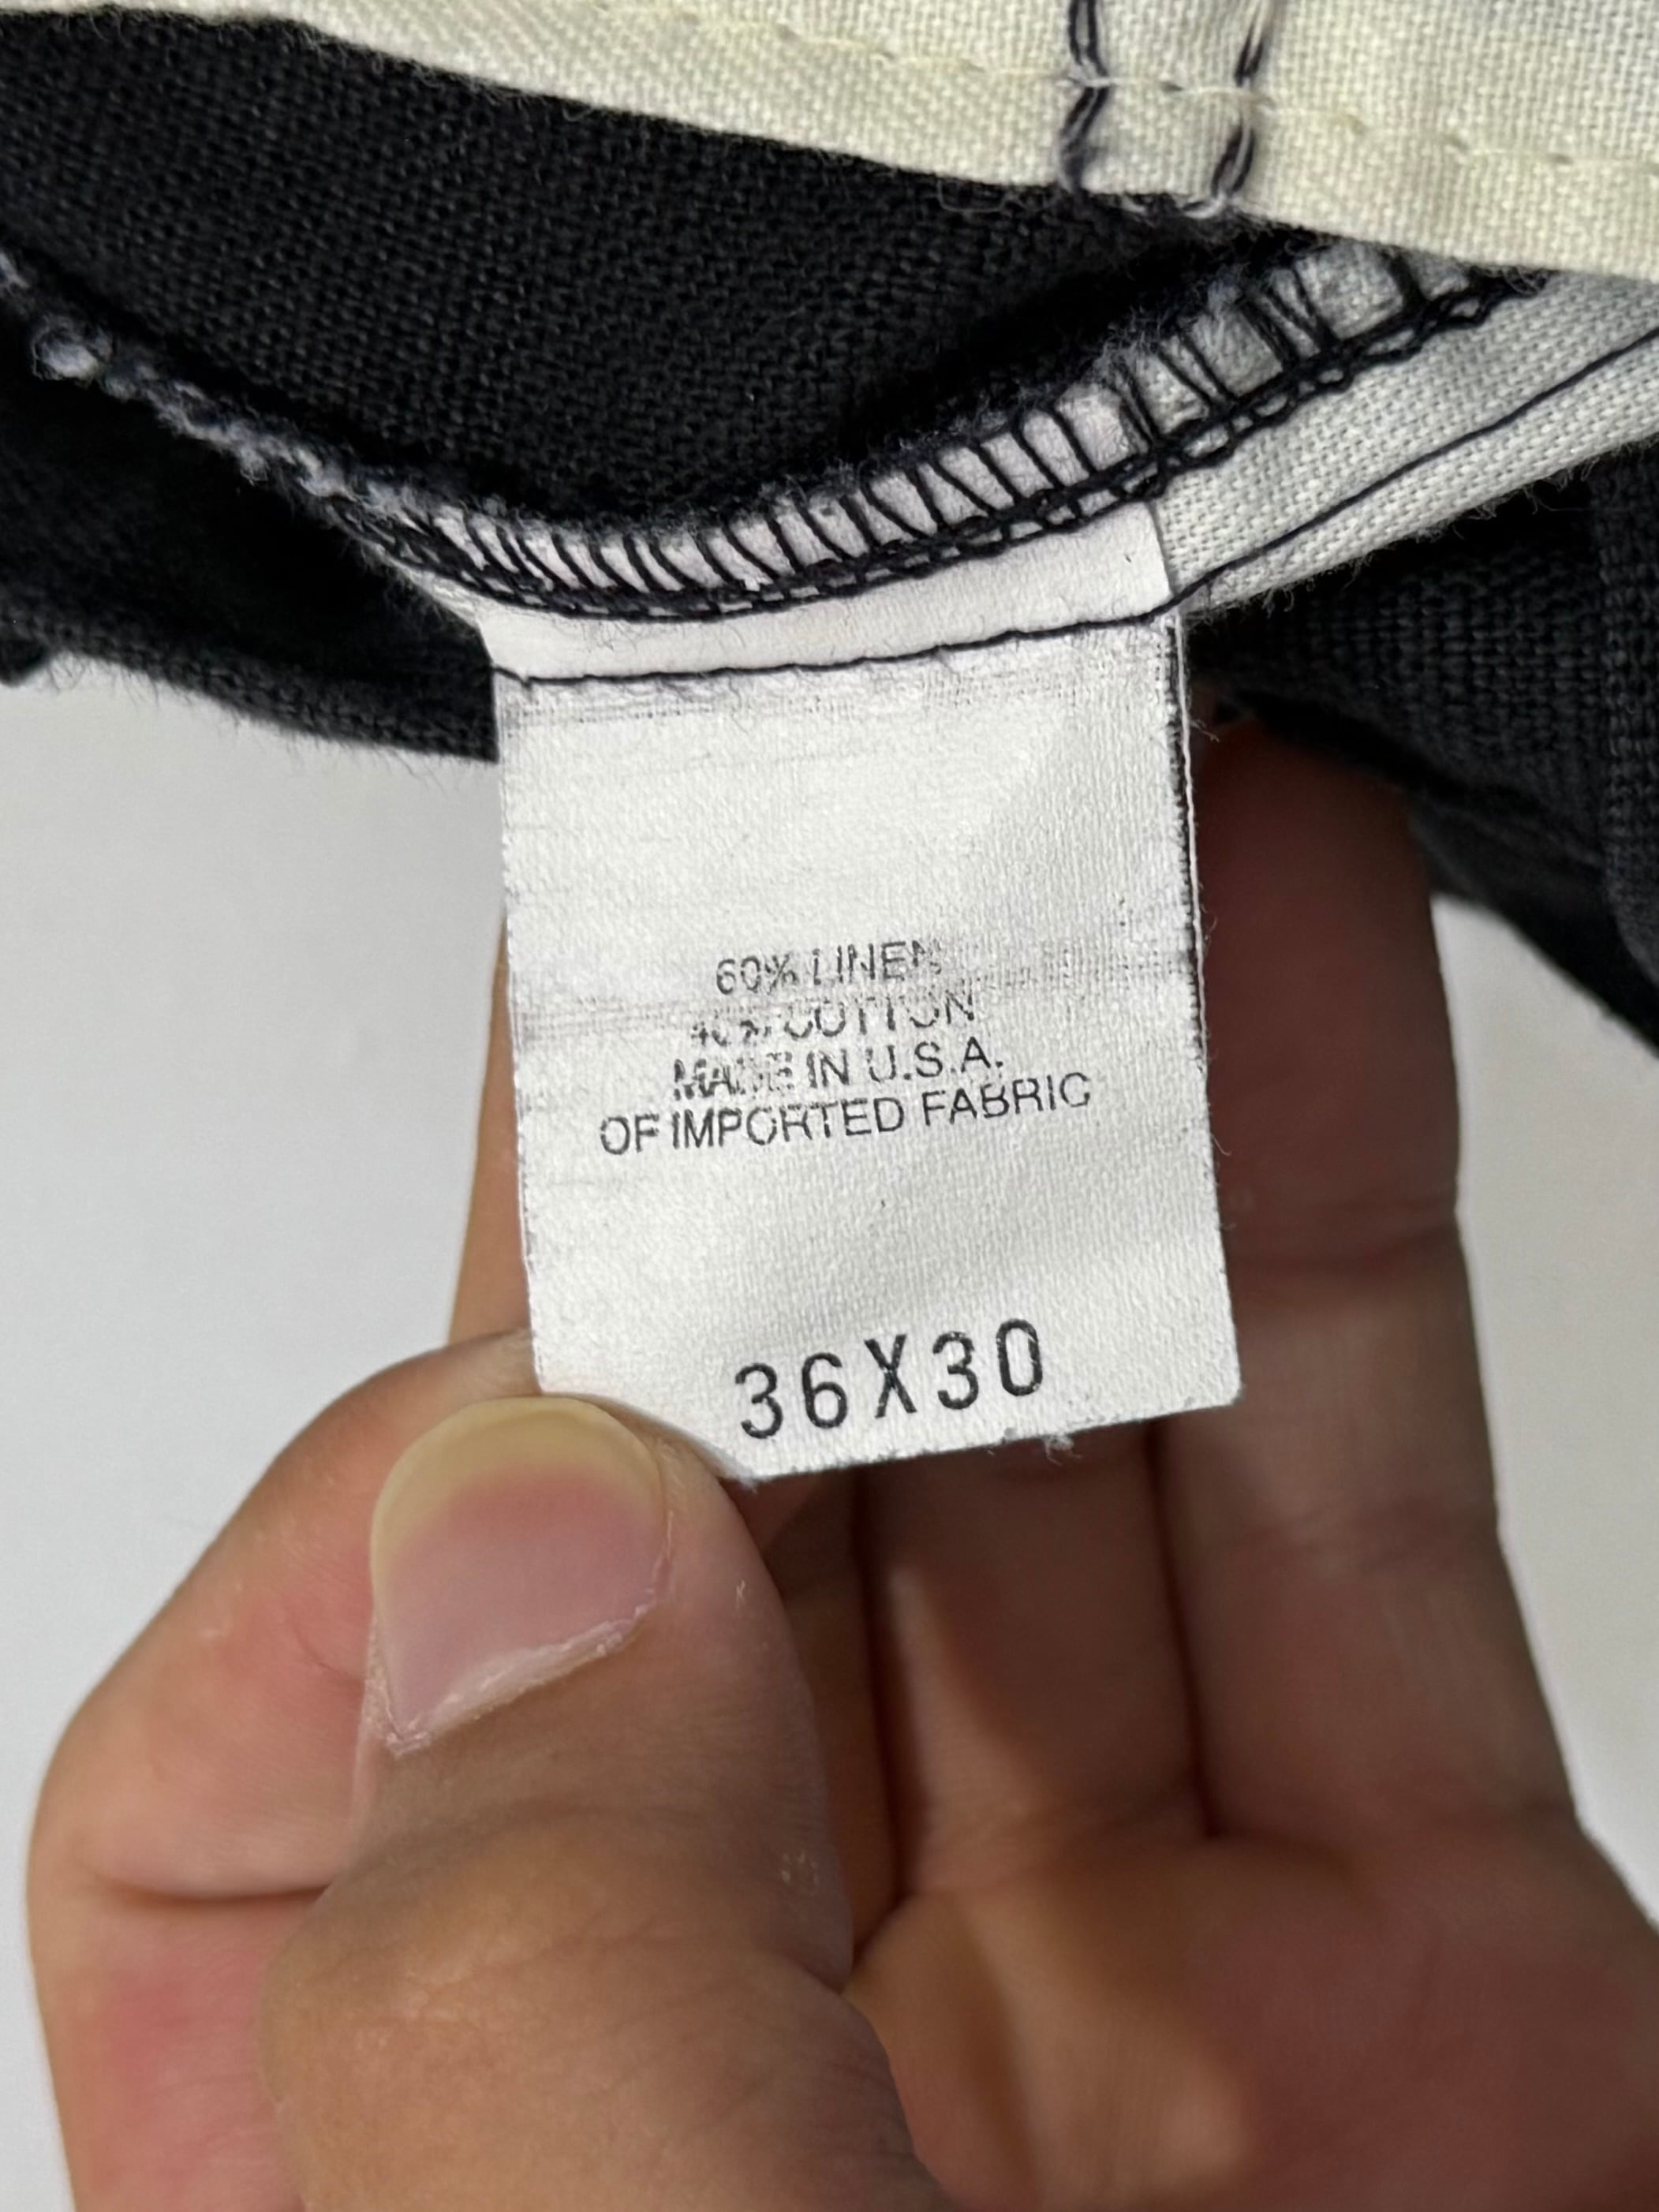 60% LINEN
40% COTTON
MADE IN U.S.A.
OF IMPORTED FABRIC
36X30